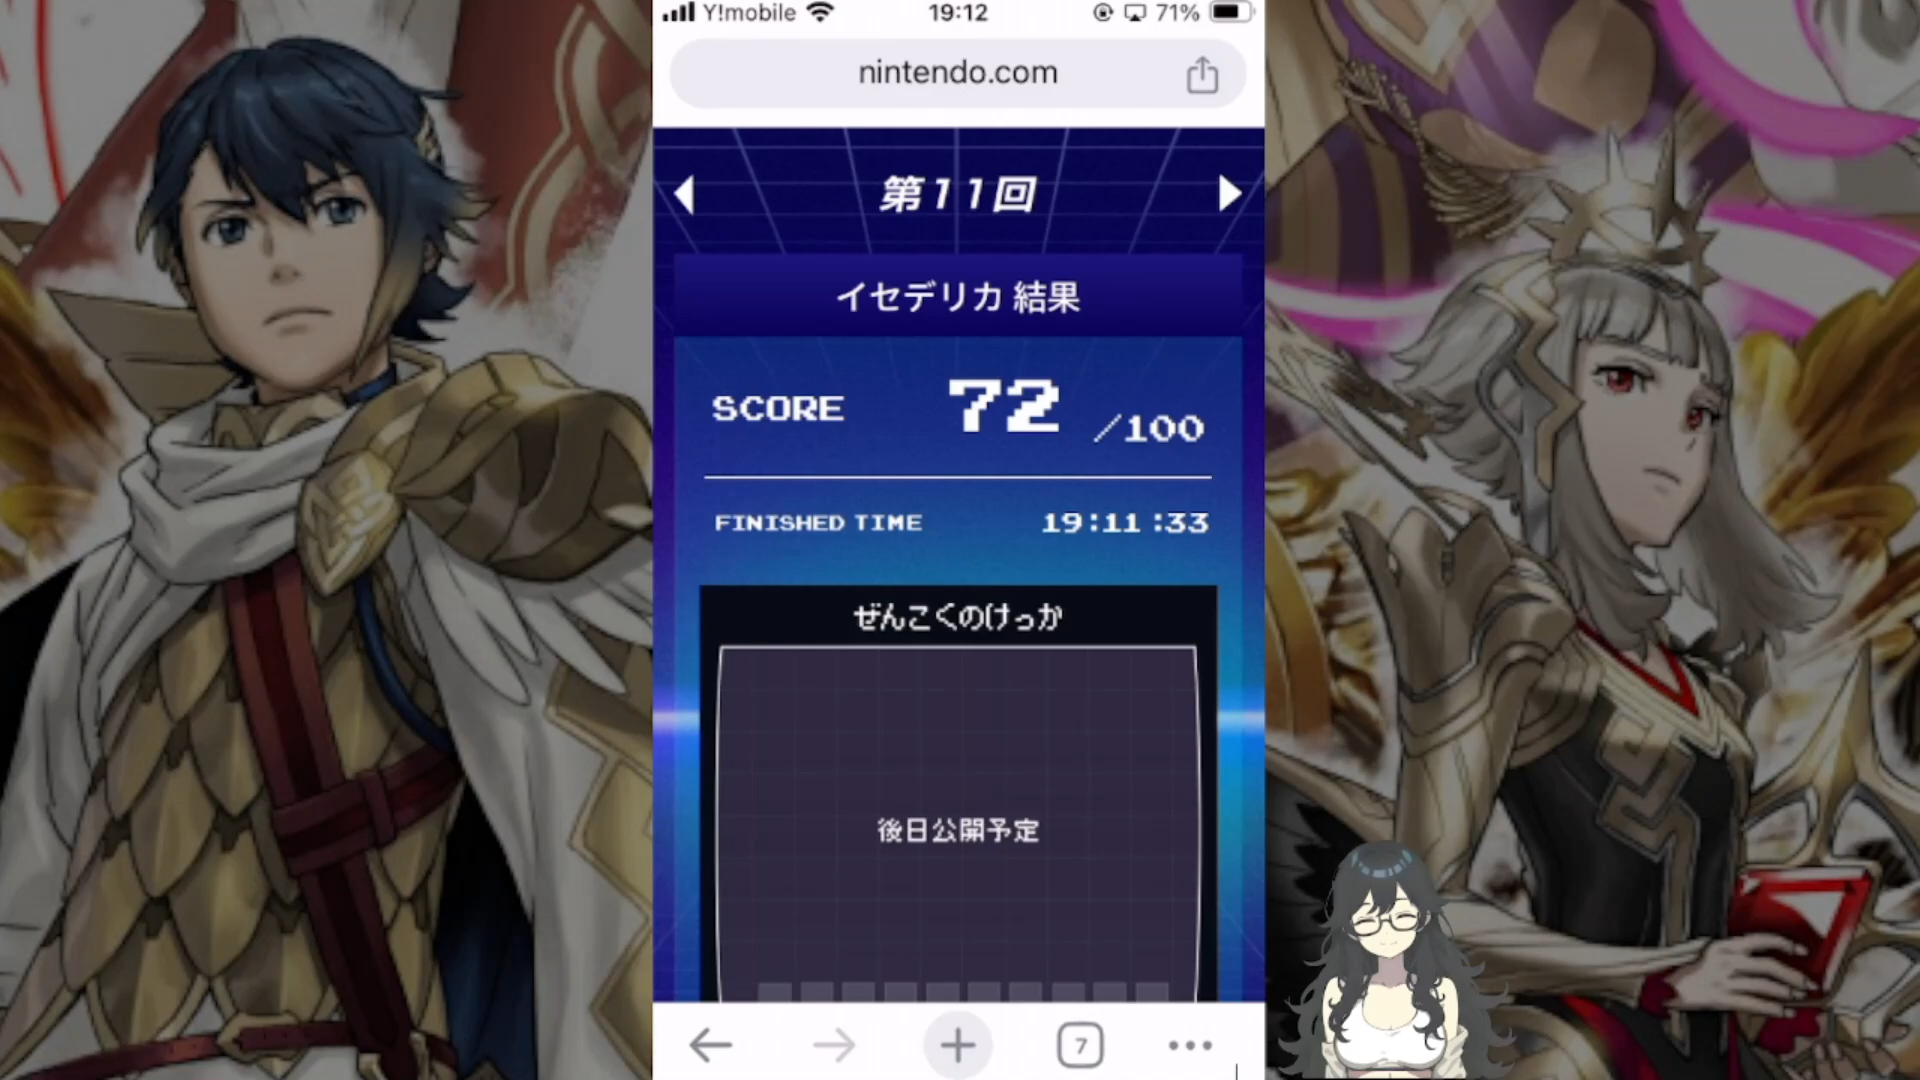 Y!mobile 19:12 71%
nintendo.com
第11回
イセデリカ 結果
SCORE 72 /100
FINISHED TIME 19:11:33
ぜんこくのけっか
後日公開予定
7